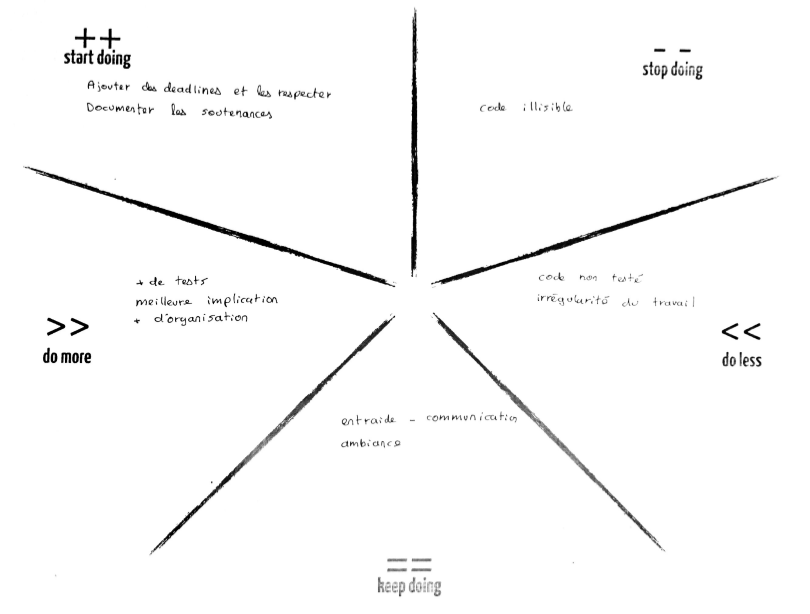 ++
start doing
Ajouter des deadlines et les respecter
Documenter les soutenances
-- 
stop doing
code illisible
>>
do more
+ de tests
meilleure implication
+ d'organisation
<<
do less
code non testé
irrégularité du travail
entraide - communication
ambiance
==
keep doing